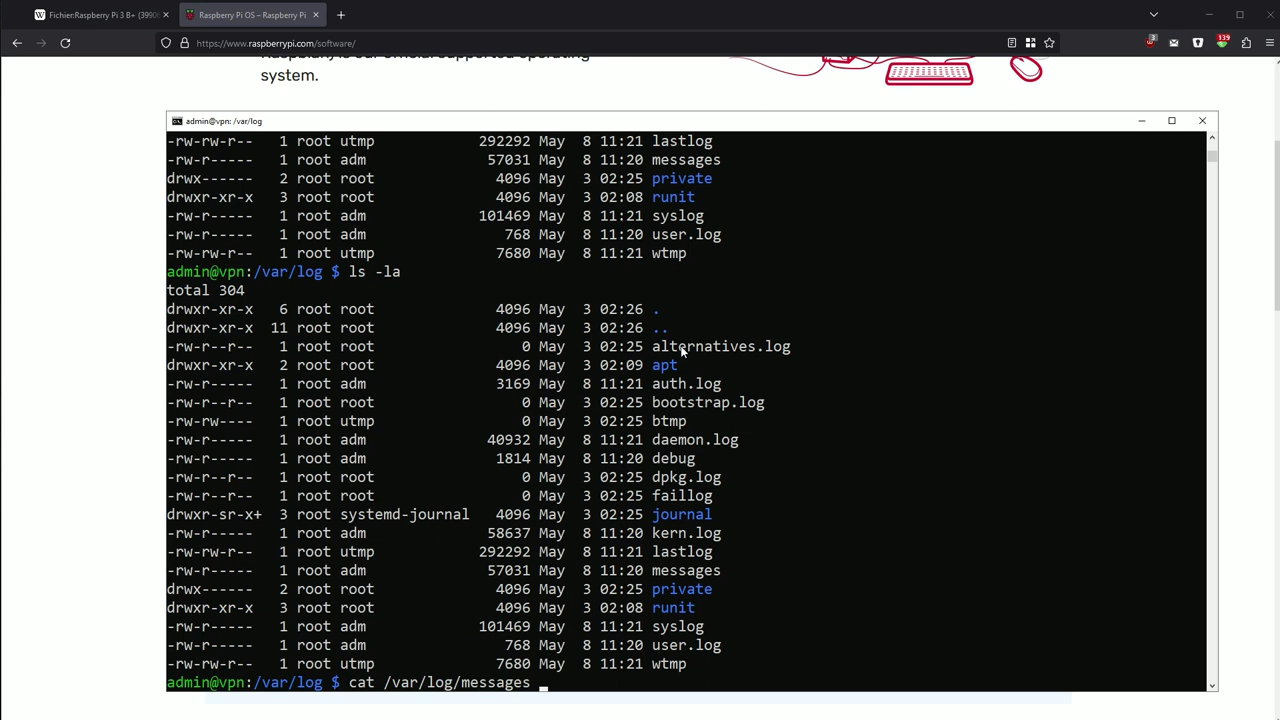 Fichier:Raspberry Pi 3 B+ (3990
Raspberry Pi OS – Raspberry Pi
https://www.raspberrypi.com/software/
139
system.
admin@vpn: /var/log
-rw-rw-r-- 1 root utmp 292292 May 8 11:21 lastlog
-rw-r----- 1 root adm 57031 May 8 11:20 messages
drwx------ 2 root root 4096 May 3 02:25 private
drwxr-xr-x 3 root root 4096 May 3 02:08 runit
-rw-r----- 1 root adm 101469 May 8 11:21 syslog
-rw-r----- 1 root adm 768 May 8 11:20 user.log
-rw-rw-r-- 1 root utmp 7680 May 8 11:21 wtmp
admin@vpn:/var/log $ ls -la
total 304
drwxr-xr-x 6 root root 4096 May 3 02:26 .
drwxr-xr-x 11 root root 4096 May 3 02:26 ..
-rw-r--r-- 1 root root 0 May 3 02:25 alternatives.log
drwxr-xr-x 2 root root 4096 May 3 02:09 apt
-rw-r----- 1 root adm 3169 May 8 11:21 auth.log
-rw-r--r-- 1 root root 0 May 3 02:25 bootstrap.log
-rw-rw---- 1 root utmp 0 May 3 02:25 btmp
-rw-r----- 1 root adm 40932 May 8 11:21 daemon.log
-rw-r----- 1 root adm 1814 May 8 11:20 debug
-rw-r--r-- 1 root root 0 May 3 02:25 dpkg.log
-rw-r--r-- 1 root root 0 May 3 02:25 faillog
drwxr-sr-x+ 3 root systemd-journal 4096 May 3 02:25 journal
-rw-r----- 1 root adm 58637 May 8 11:20 kern.log
-rw-rw-r-- 1 root utmp 292292 May 8 11:21 lastlog
-rw-r----- 1 root adm 57031 May 8 11:20 messages
drwx------ 2 root root 4096 May 3 02:25 private
drwxr-xr-x 3 root root 4096 May 3 02:08 runit
-rw-r----- 1 root adm 101469 May 8 11:21 syslog
-rw-r----- 1 root adm 768 May 8 11:20 user.log
-rw-rw-r-- 1 root utmp 7680 May 8 11:21 wtmp
admin@vpn:/var/log $ cat /var/log/messages